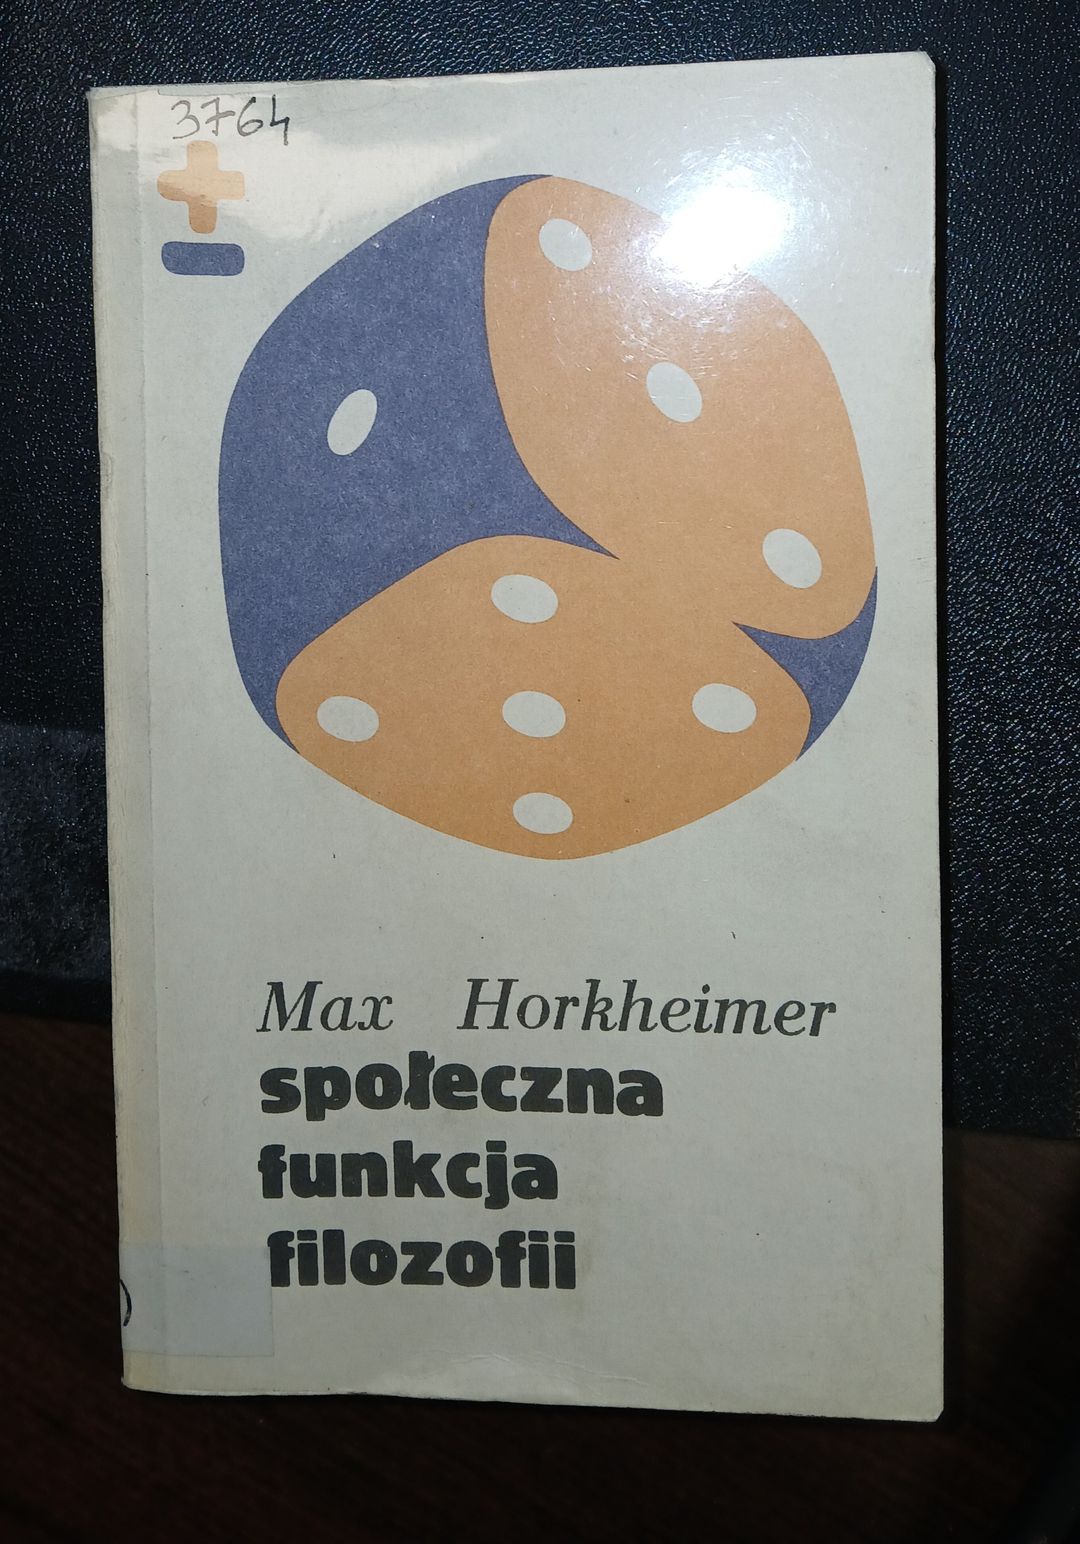 3764
±
Max Horkheimer
społeczna
funkcja
filozofii